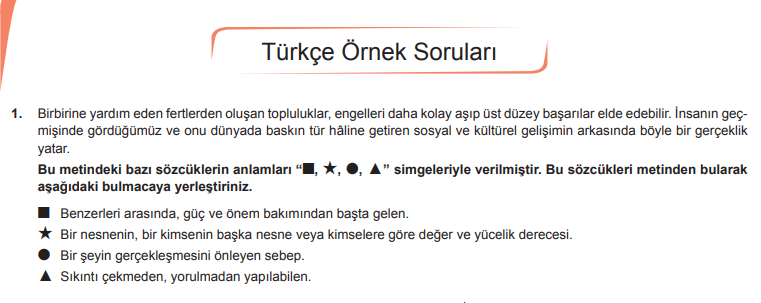 Türkçe Örnek Soruları
1. Birbirine yardım eden fertlerden oluşan topluluklar, engelleri daha kolay aşıp üst düzey başarılar elde edebilir. İnsanın geç-
mişinde gördüğümüz ve onu dünyada baskın tür hâline getiren sosyal ve kültürel gelişimin arkasında böyle bir gerçeklik
yatar.
Bu metindeki bazı sözcüklerin anlamları “■, ★, ●, ▲” simgeleriyle verilmiştir. Bu sözcükleri metinden bularak
aşağıdaki bulmacaya yerleştiriniz.
■ Benzerleri arasında, güç ve önem bakımından başta gelen.
★ Bir nesnenin, bir kimsenin başka nesne veya kimselere göre değer ve yücelik derecesi.
● Bir şeyin gerçekleşmesini önleyen sebep.
▲ Sıkıntı çekmeden, yorulmadan yapılabilen.